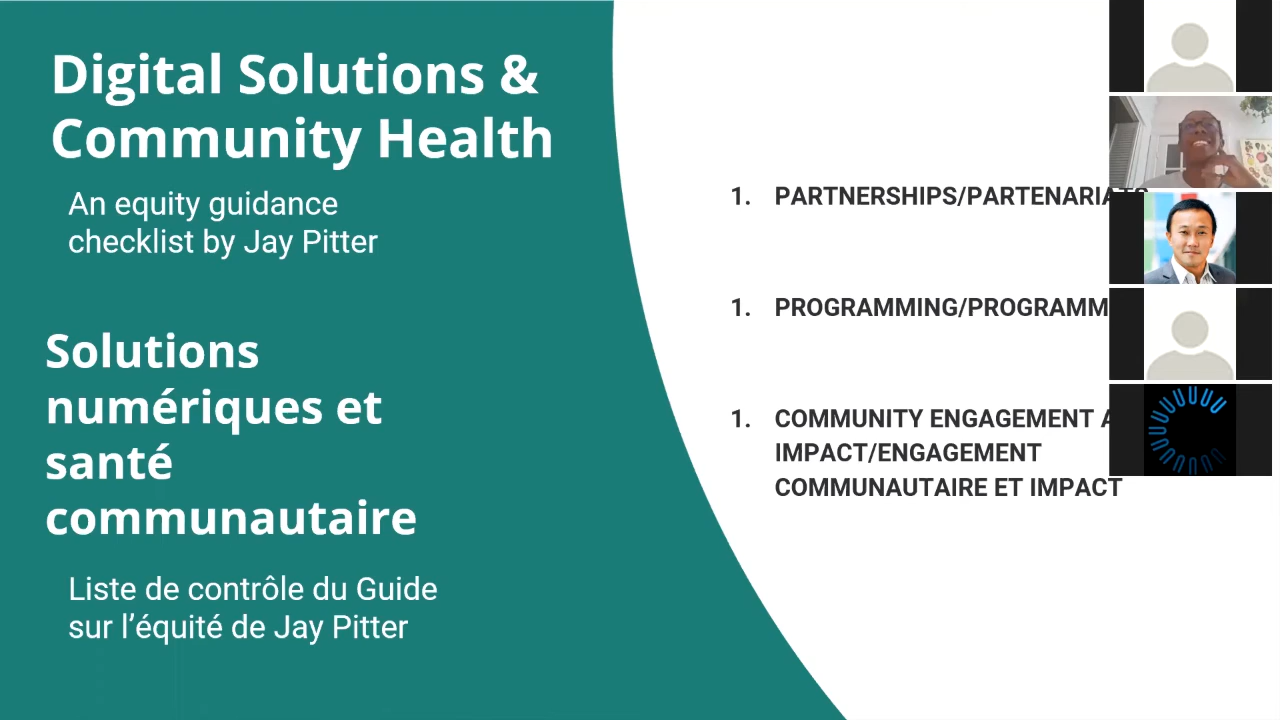 Digital Solutions &
Community Health
An equity guidance
checklist by Jay Pitter
Solutions
numériques et
santé
communautaire
Liste de contrôle du Guide
sur l’équité de Jay Pitter
1. PARTNERSHIPS/PARTENARIATS
1. PROGRAMMING/PROGRAMM
1. COMMUNITY ENGAGEMENT A
IMPACT/ENGAGEMENT
COMMUNAUTAIRE ET IMPACT